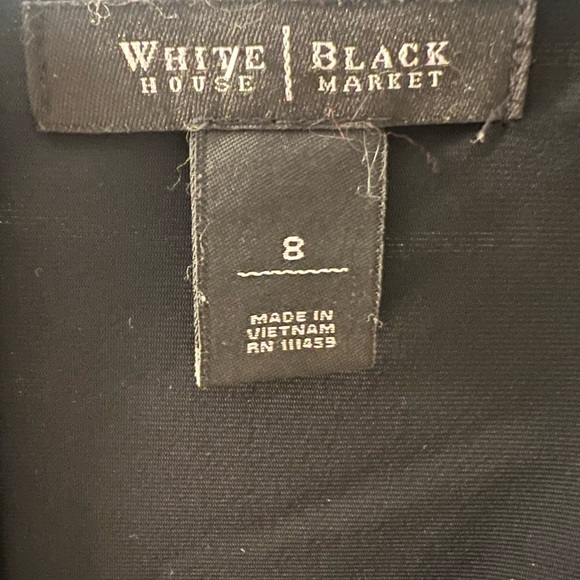 WHITE | BLACK
HOUSE | MARKET
8
MADE IN
VIETNAM
RN 111459